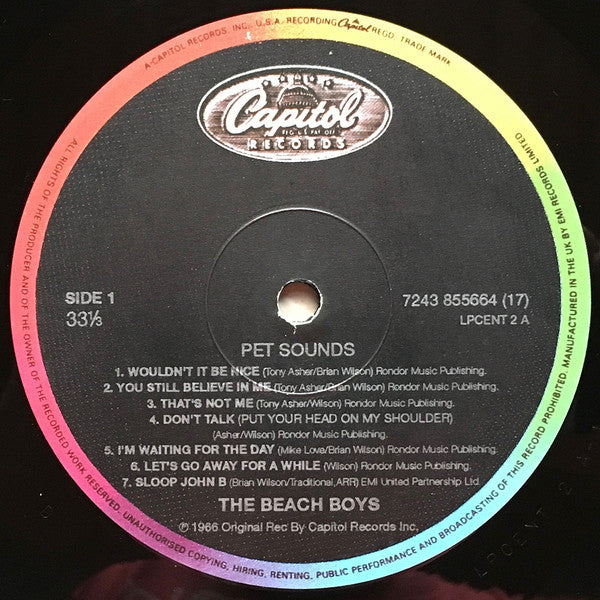 A CAPITOL RECORDS, INC., U.S.A. RECORDING Capitol REGD. TRADE MARK
Capitol
RECORDS
SIDE 1
33⅓
7243 855664 (17)
LPCENT 2 A
PET SOUNDS
1. WOULDN'T IT BE NICE (Tony Asher/Brian Wilson) Rondor Music Publishing.
2. YOU STILL BELIEVE IN ME (Tony Asher/Brian Wilson) Rondor Music Publishing.
3. THAT'S NOT ME (Tony Asher/Brian Wilson) Rondor Music Publishing.
4. DON'T TALK (PUT YOUR HEAD ON MY SHOULDER)
(Asher/Wilson) Rondor Music Publishing.
5. I'M WAITING FOR THE DAY (Mike Love/Brian Wilson) Rondor Music Publishing.
6. LET'S GO AWAY FOR A WHILE (Wilson) Rondor Music Publishing.
7. SLOOP JOHN B (Brian Wilson/Traditional,ARR) EMI United Partnership Ltd.
THE BEACH BOYS
℗ 1966 Original Rec By Capitol Records Inc,
ALL RIGHTS OF THE PRODUCER AND OF THE OWNER OF THE RECORDED WORK RESERVED. UNAUTHORISED COPYING, HIRING, RENTING, PUBLIC PERFORMANCE AND BROADCASTING OF THIS RECORD PROHIBITED. MANUFACTURED IN THE UK BY EMI RECORDS LIMITED
LPCENT 2